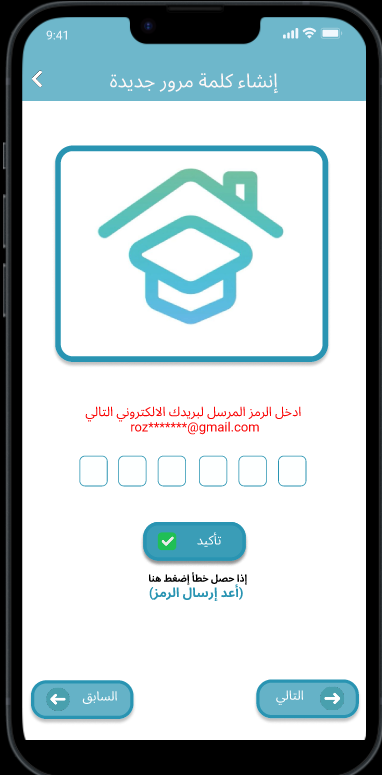 9:41
إنشاء كلمة مرور جديدة
ادخل الرمز المرسل لبريدك الالكتروني التالي
roz*******@gmail.com
تأكيد
إذا حصل خطأ إضغط هنا
(أعد إرسال الرمز)
التالي
السابق